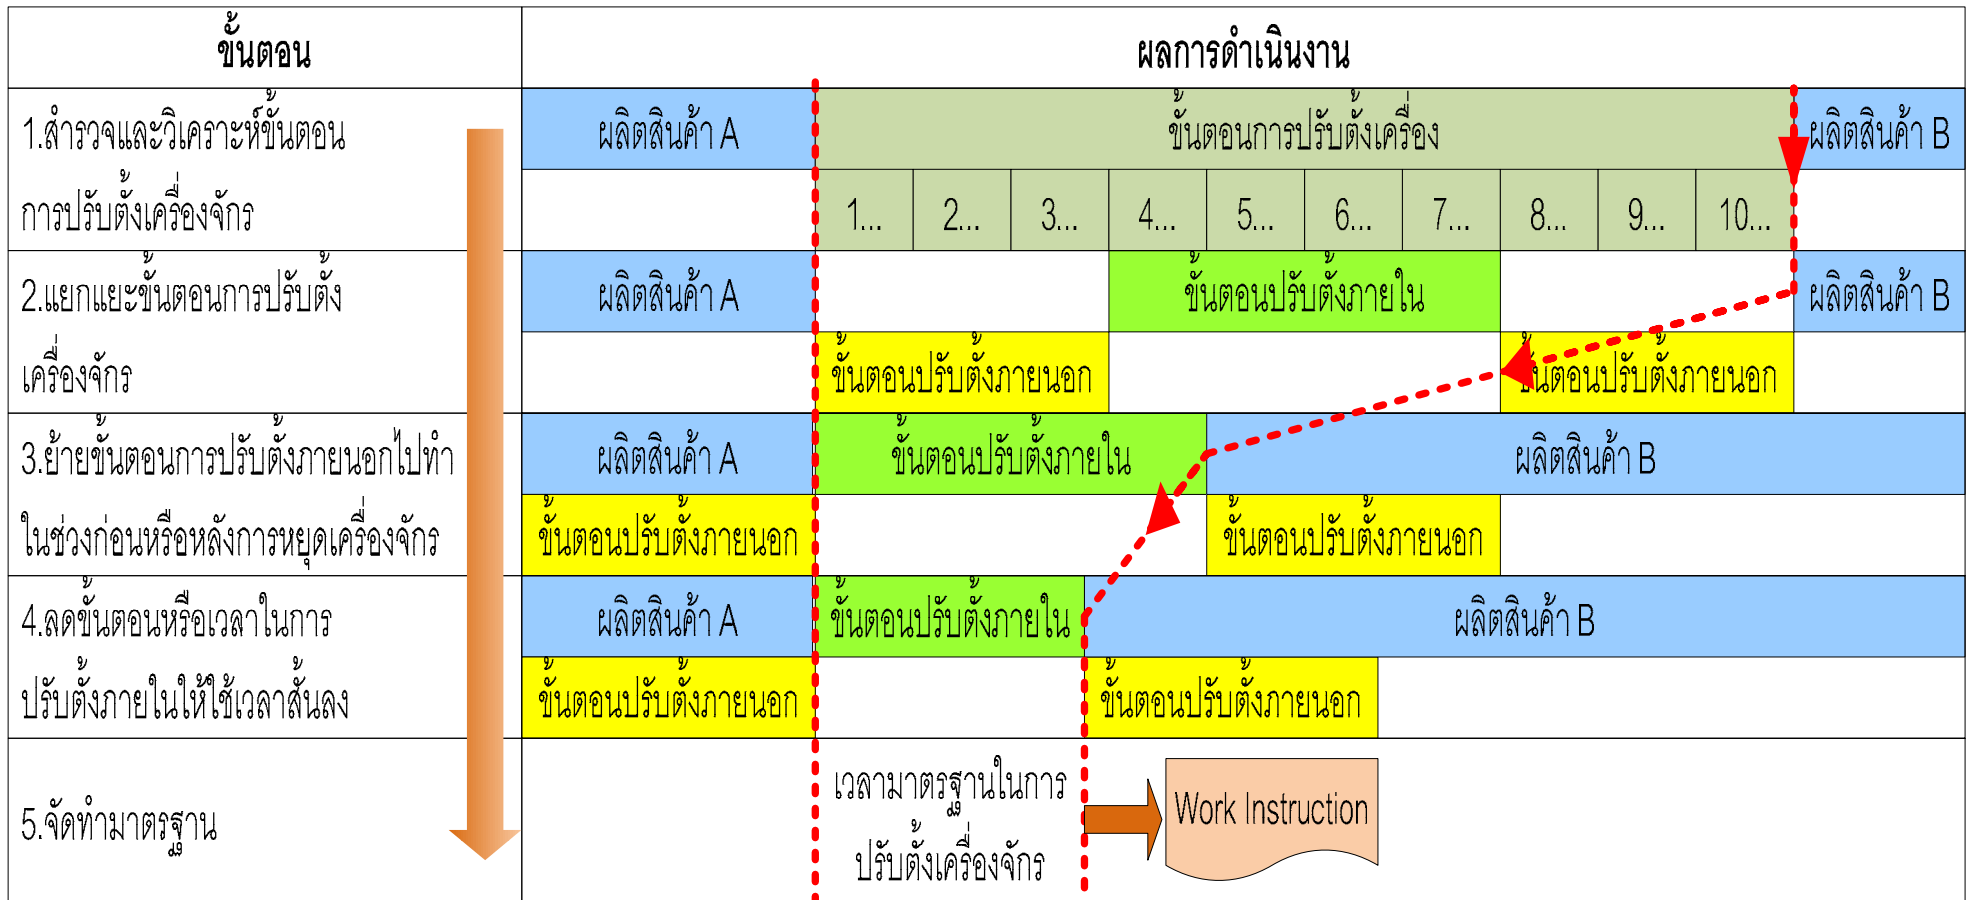 ขั้นตอน
ผลการดำเนินงาน
1.สำรวจและวิเคราะห์ขั้นตอน
การปรับตั้งเครื่องจักร
ผลิตสินค้า A
ขั้นตอนการปรับตั้งเครื่อง
ผลิตสินค้า B
1...
2...
3...
4...
5...
6...
7...
8...
9...
10...
2.แยกแยะขั้นตอนการปรับตั้ง
เครื่องจักร
ผลิตสินค้า A
ขั้นตอนปรับตั้งภายใน
ผลิตสินค้า B
ขั้นตอนปรับตั้งภายนอก
ขั้นตอนปรับตั้งภายนอก
3.ย้ายขั้นตอนการปรับตั้งภายนอกไปทำ
ในช่วงก่อนหรือหลังการหยุดเครื่องจักร
ผลิตสินค้า A
ขั้นตอนปรับตั้งภายใน
ผลิตสินค้า B
ขั้นตอนปรับตั้งภายนอก
ขั้นตอนปรับตั้งภายนอก
4.ลดขั้นตอนหรือเวลาในการ
ปรับตั้งภายในให้ใช้เวลาสั้นลง
ผลิตสินค้า A
ขั้นตอนปรับตั้งภายใน
ผลิตสินค้า B
ขั้นตอนปรับตั้งภายนอก
ขั้นตอนปรับตั้งภายนอก
5.จัดทำมาตรฐาน
เวลามาตรฐานในการ
ปรับตั้งเครื่องจักร
Work Instruction